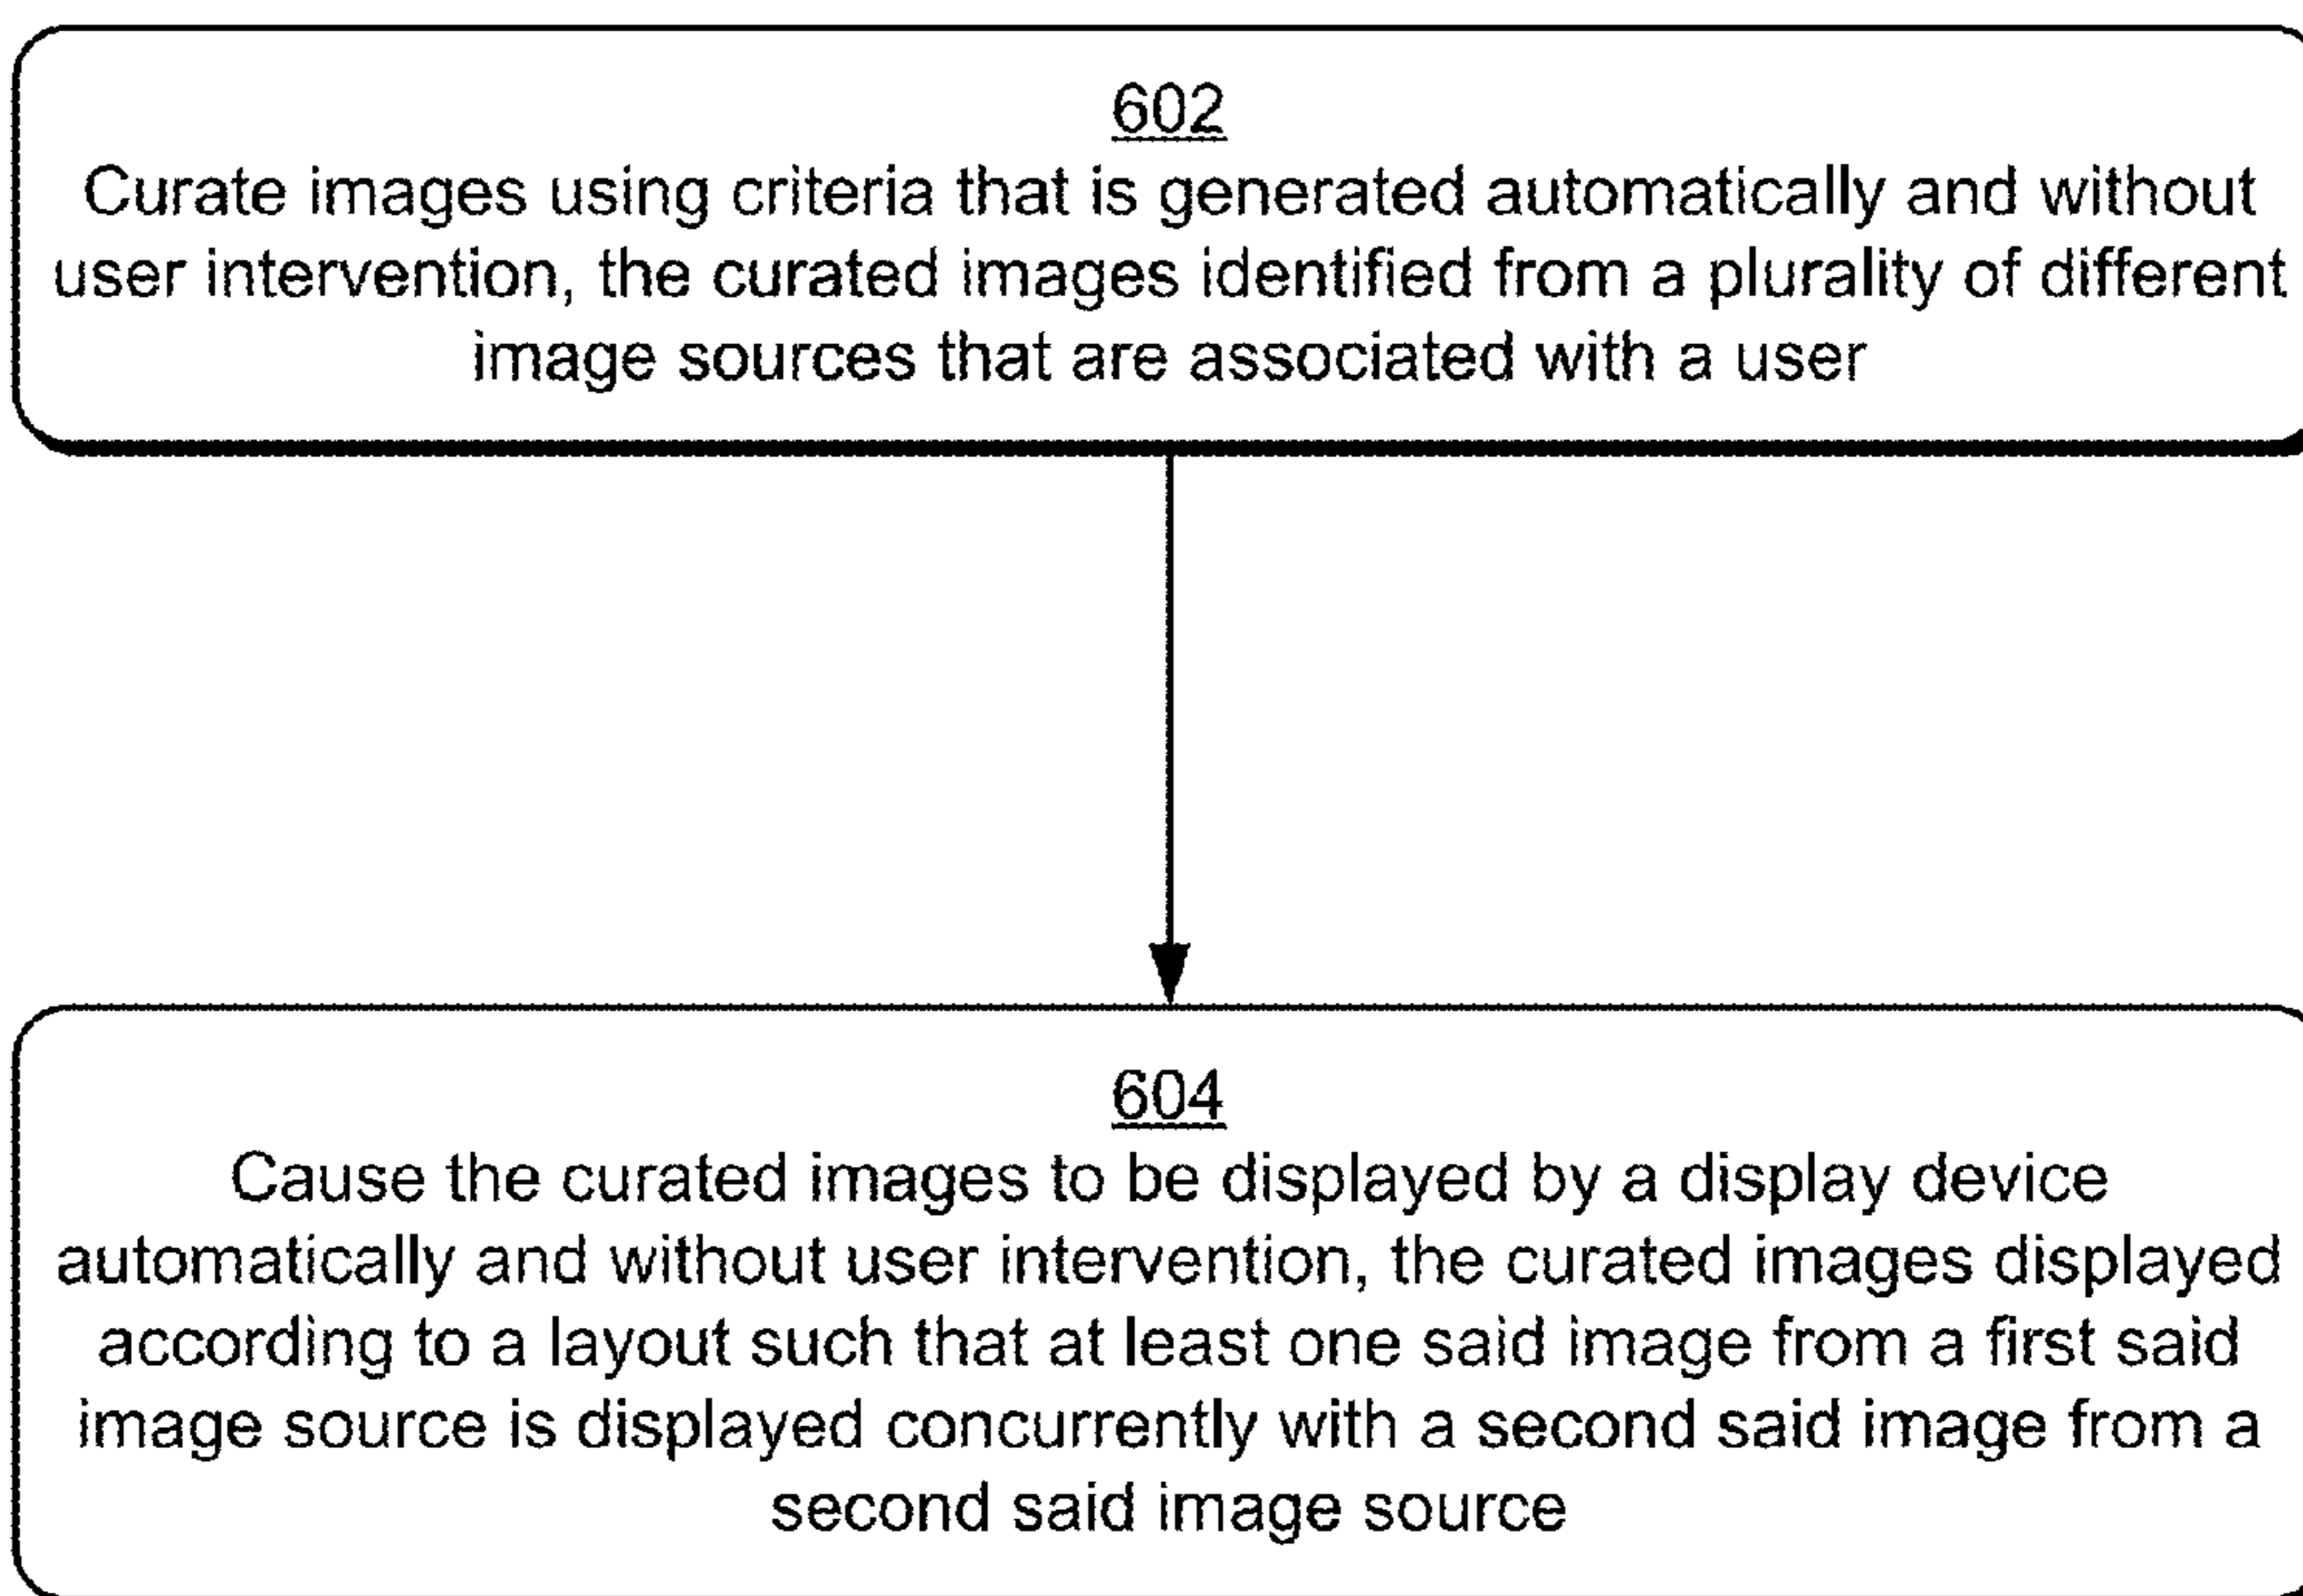 602
Curate images using criteria that is generated automatically and without
user intervention, the curated images identified from a plurality of different
image sources that are associated with a user
604
Cause the curated images to be displayed by a display device
automatically and without user intervention, the curated images displayed
according to a layout such that at least one said image from a first said
image source is displayed concurrently with a second said image from a
second said image source